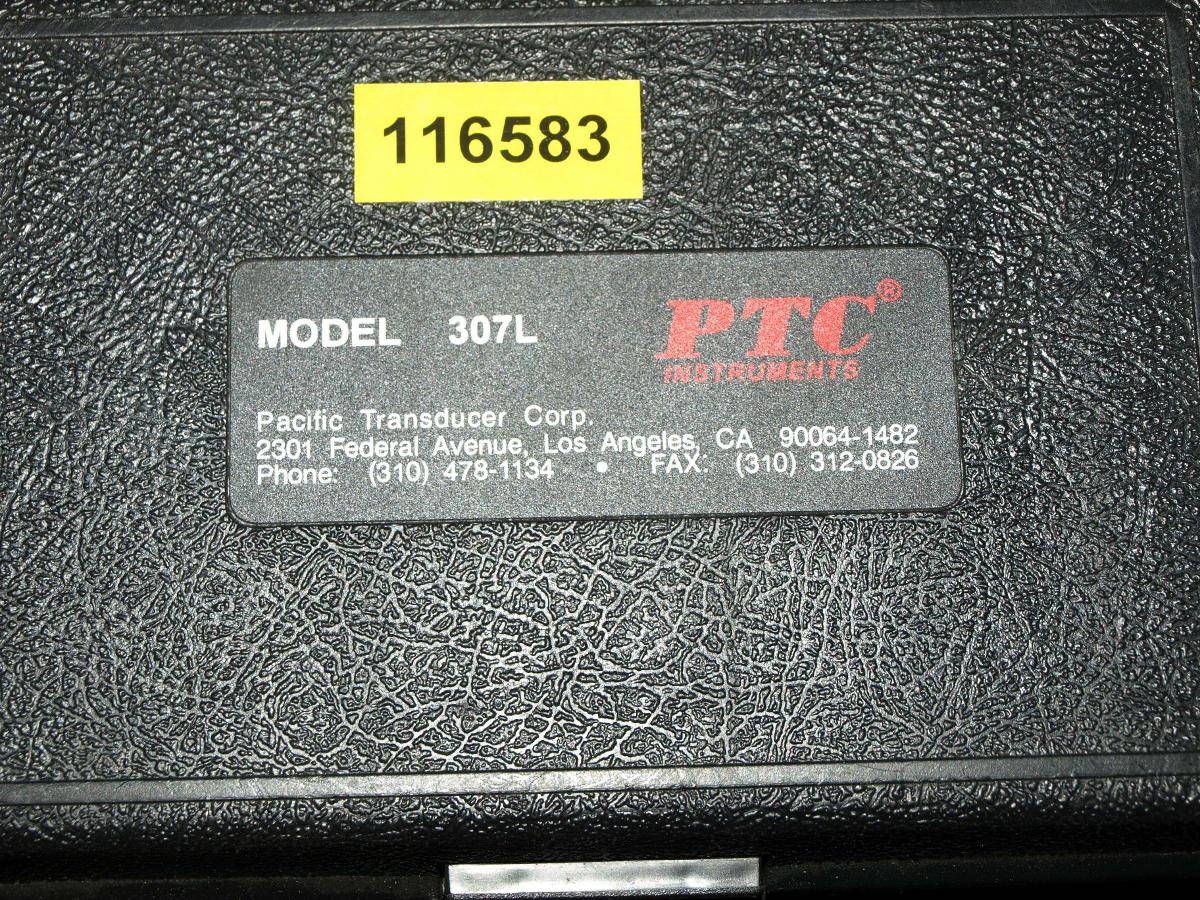 116583
MODEL 307L
PTC®
INSTRUMENTS
Pacific Transducer Corp.
2301 Federal Avenue, Los Angeles, CA 90064-1482
Phone: (310) 478-1134 • FAX: (310) 312-0826